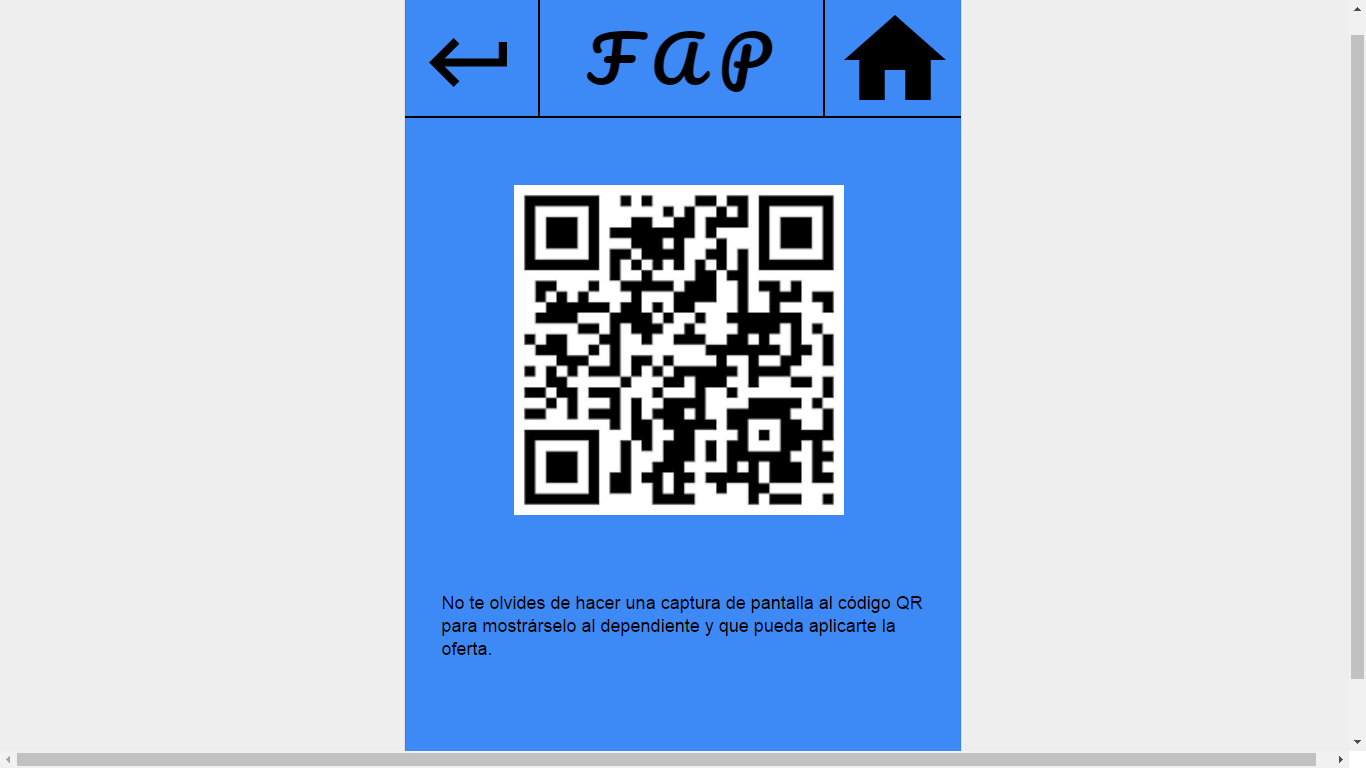 FAP
No te olvides de hacer una captura de pantalla al código QR
para mostrárselo al dependiente y que pueda aplicarte la
oferta.